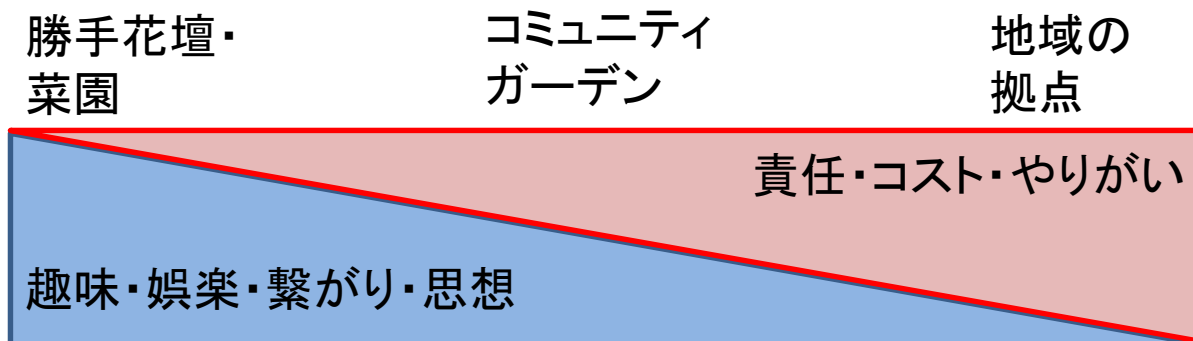 勝手花壇・
菜園
コミュニティ
ガーデン
地域の
拠点
責任・コスト・やりがい
趣味・娯楽・繋がり・思想